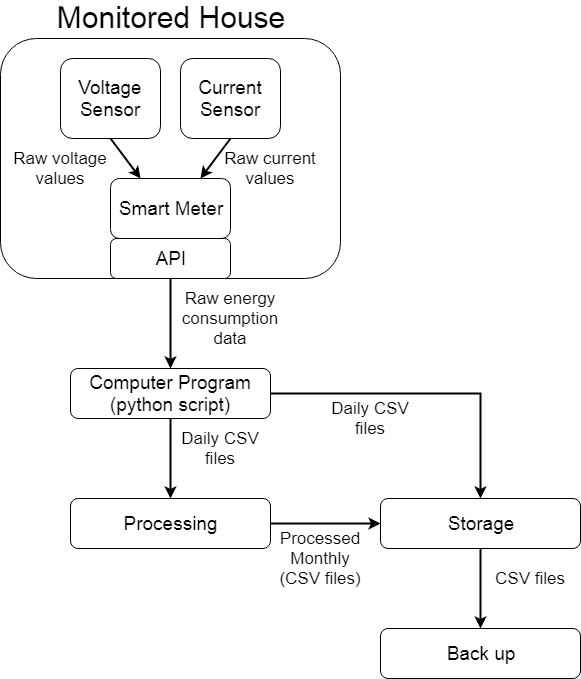 Monitored House
Voltage
Sensor
Current
Sensor
Raw voltage
values
Raw current
values
Smart Meter
API
Raw energy
consumption
data
Computer Program
(python script)
Daily CSV
files
Daily CSV
files
Processing
Storage
Processed
Monthly
(CSV files)
CSV files
Back up